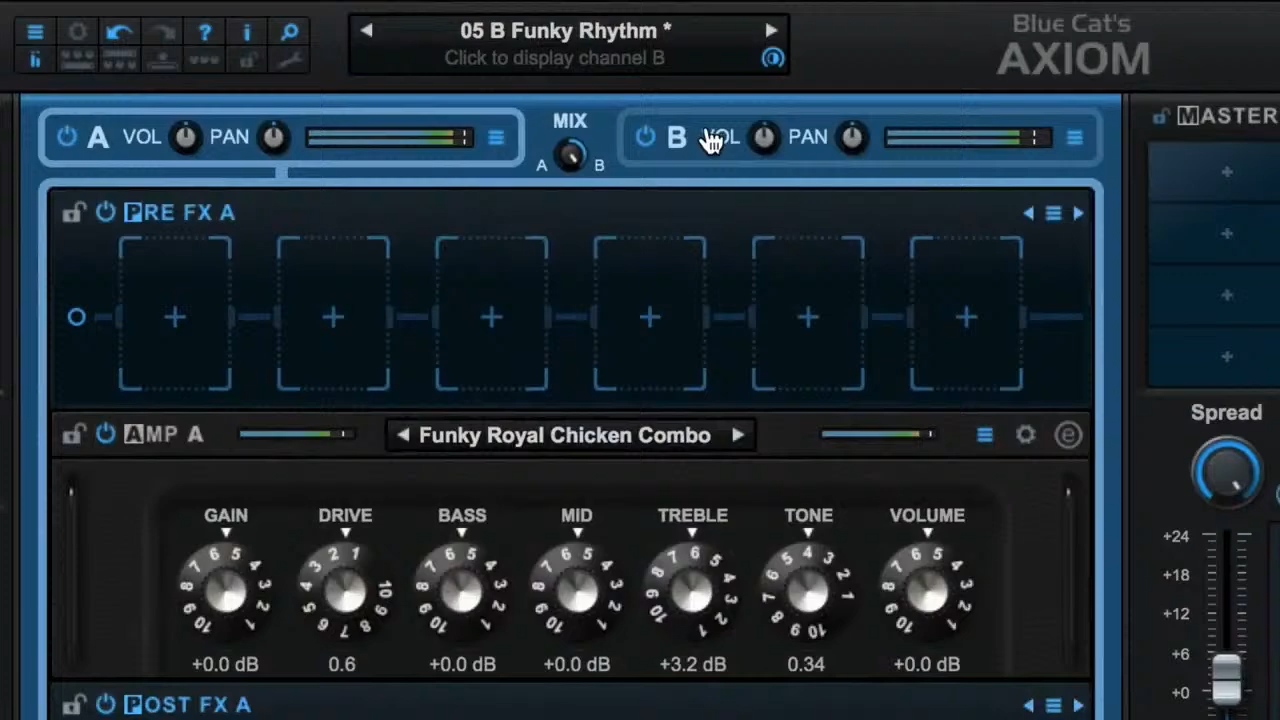 05 B Funky Rhythm *
Click to display channel B
Blue Cat's
AXIOM
A VOL PAN
MIX
A B
B VOL PAN
MASTER
PRE FX A
AMP A
Funky Royal Chicken Combo
GAIN DRIVE BASS MID TREBLE TONE VOLUME
+0.0 dB 0.6 +0.0 dB +0.0 dB +3.2 dB 0.34 +0.0 dB
POST FX A
Spread
+24
+18
+12
+6
+0